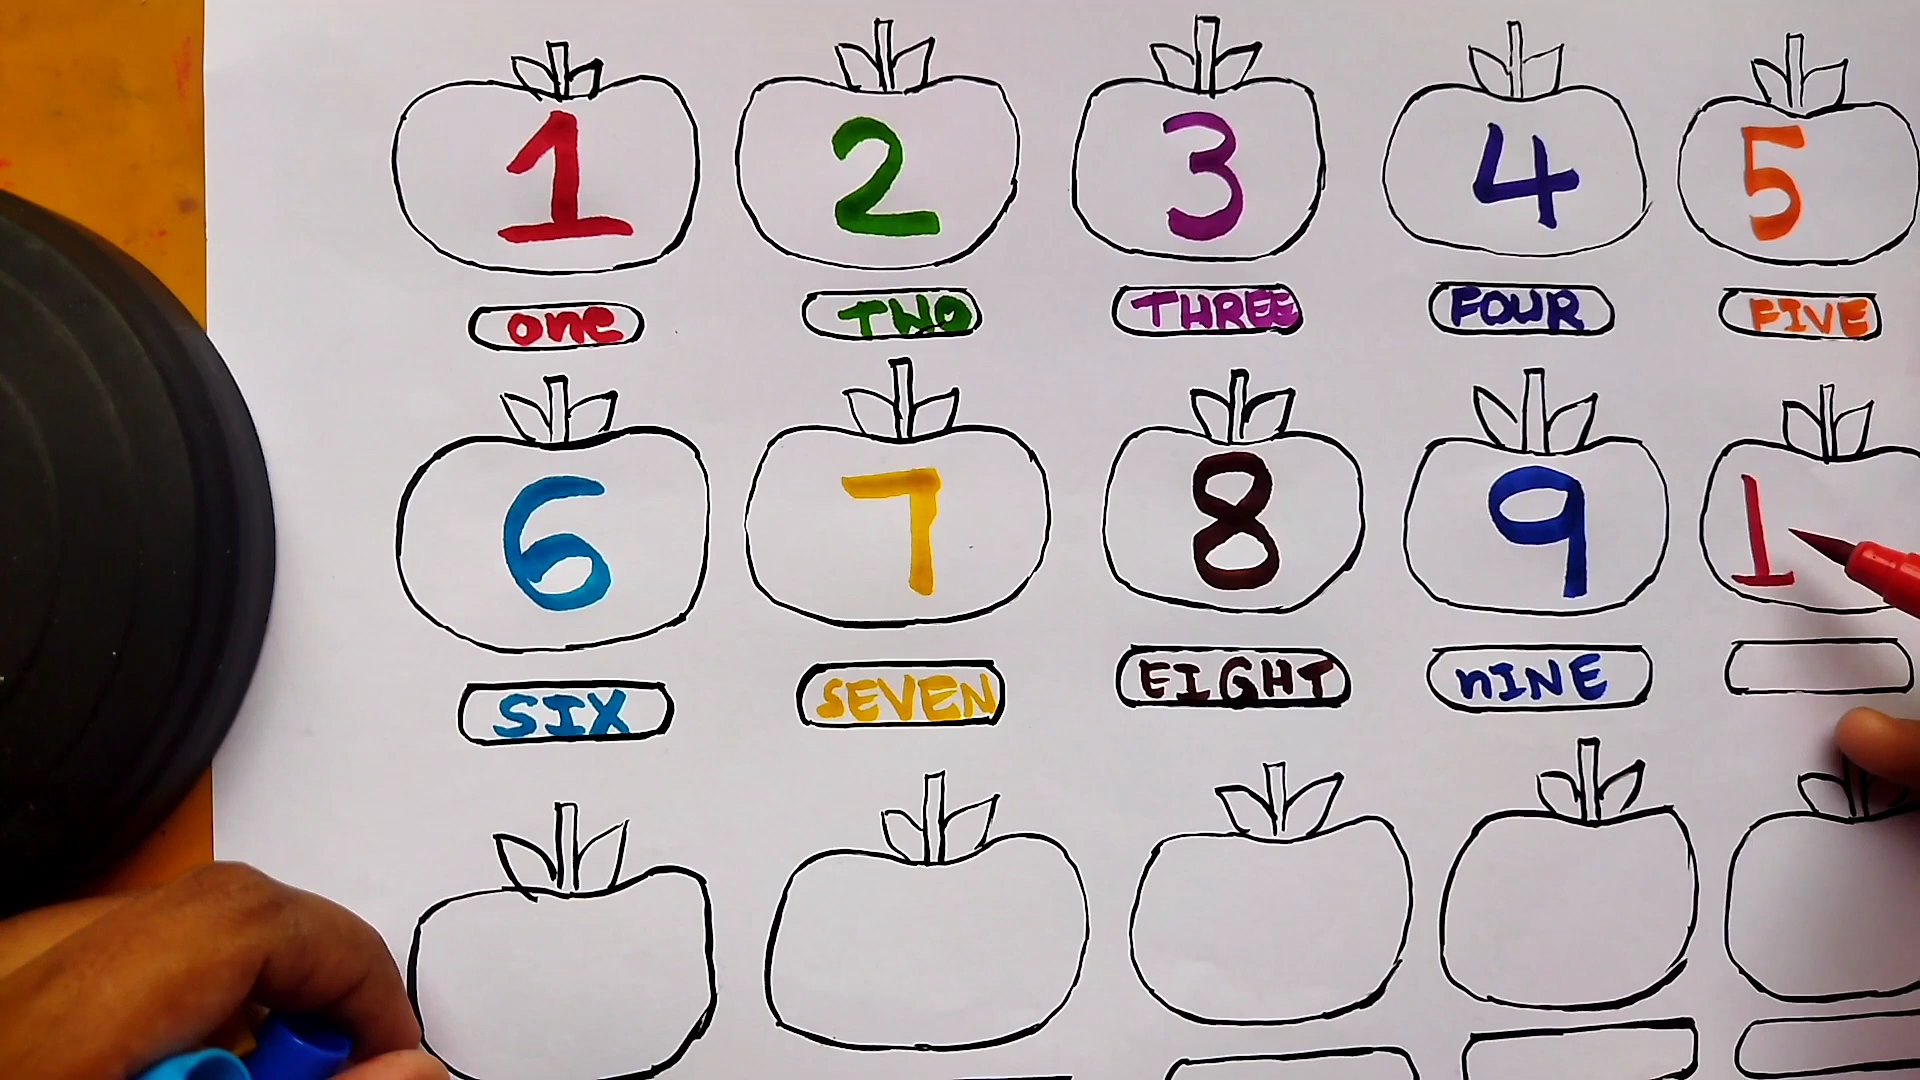 1 2 3 4 5
one TWO THREE FOUR FIVE
6 7 8 9 1
SIX SEVEN EIGHT nINE